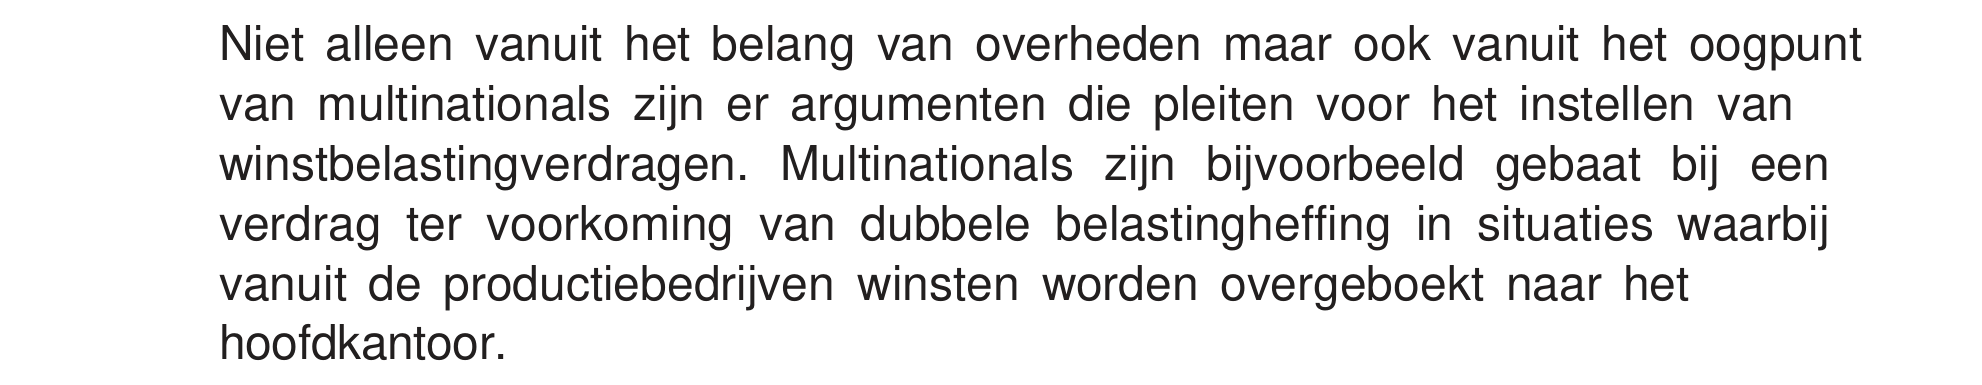 Niet alleen vanuit het belang van overheden maar ook vanuit het oogpunt
van multinationals zijn er argumenten die pleiten voor het instellen van
winstbelastingverdragen. Multinationals zijn bijvoorbeeld gebaat bij een
verdrag ter voorkoming van dubbele belastingheffing in situaties waarbij
vanuit de productiebedrijven winsten worden overgeboekt naar het
hoofdkantoor.